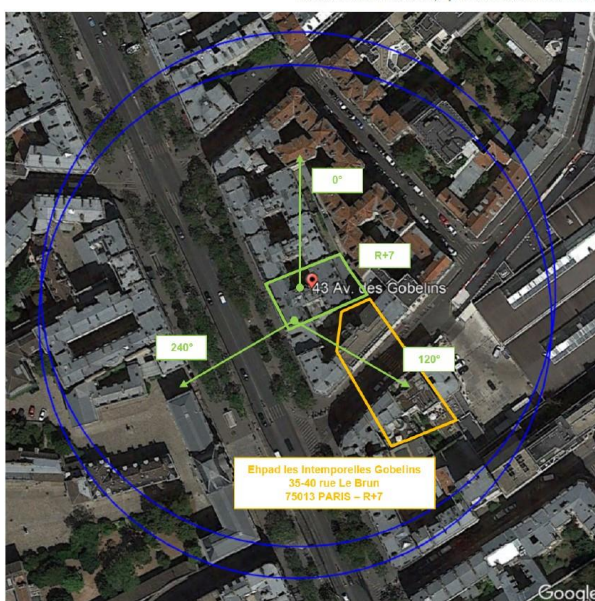 0°
R+7
43 Av. des Gobelins
240°
120°
Ehpad les Intemporelles Gobelins
35-40 rue Le Brun
75013 PARIS – R+7
Google